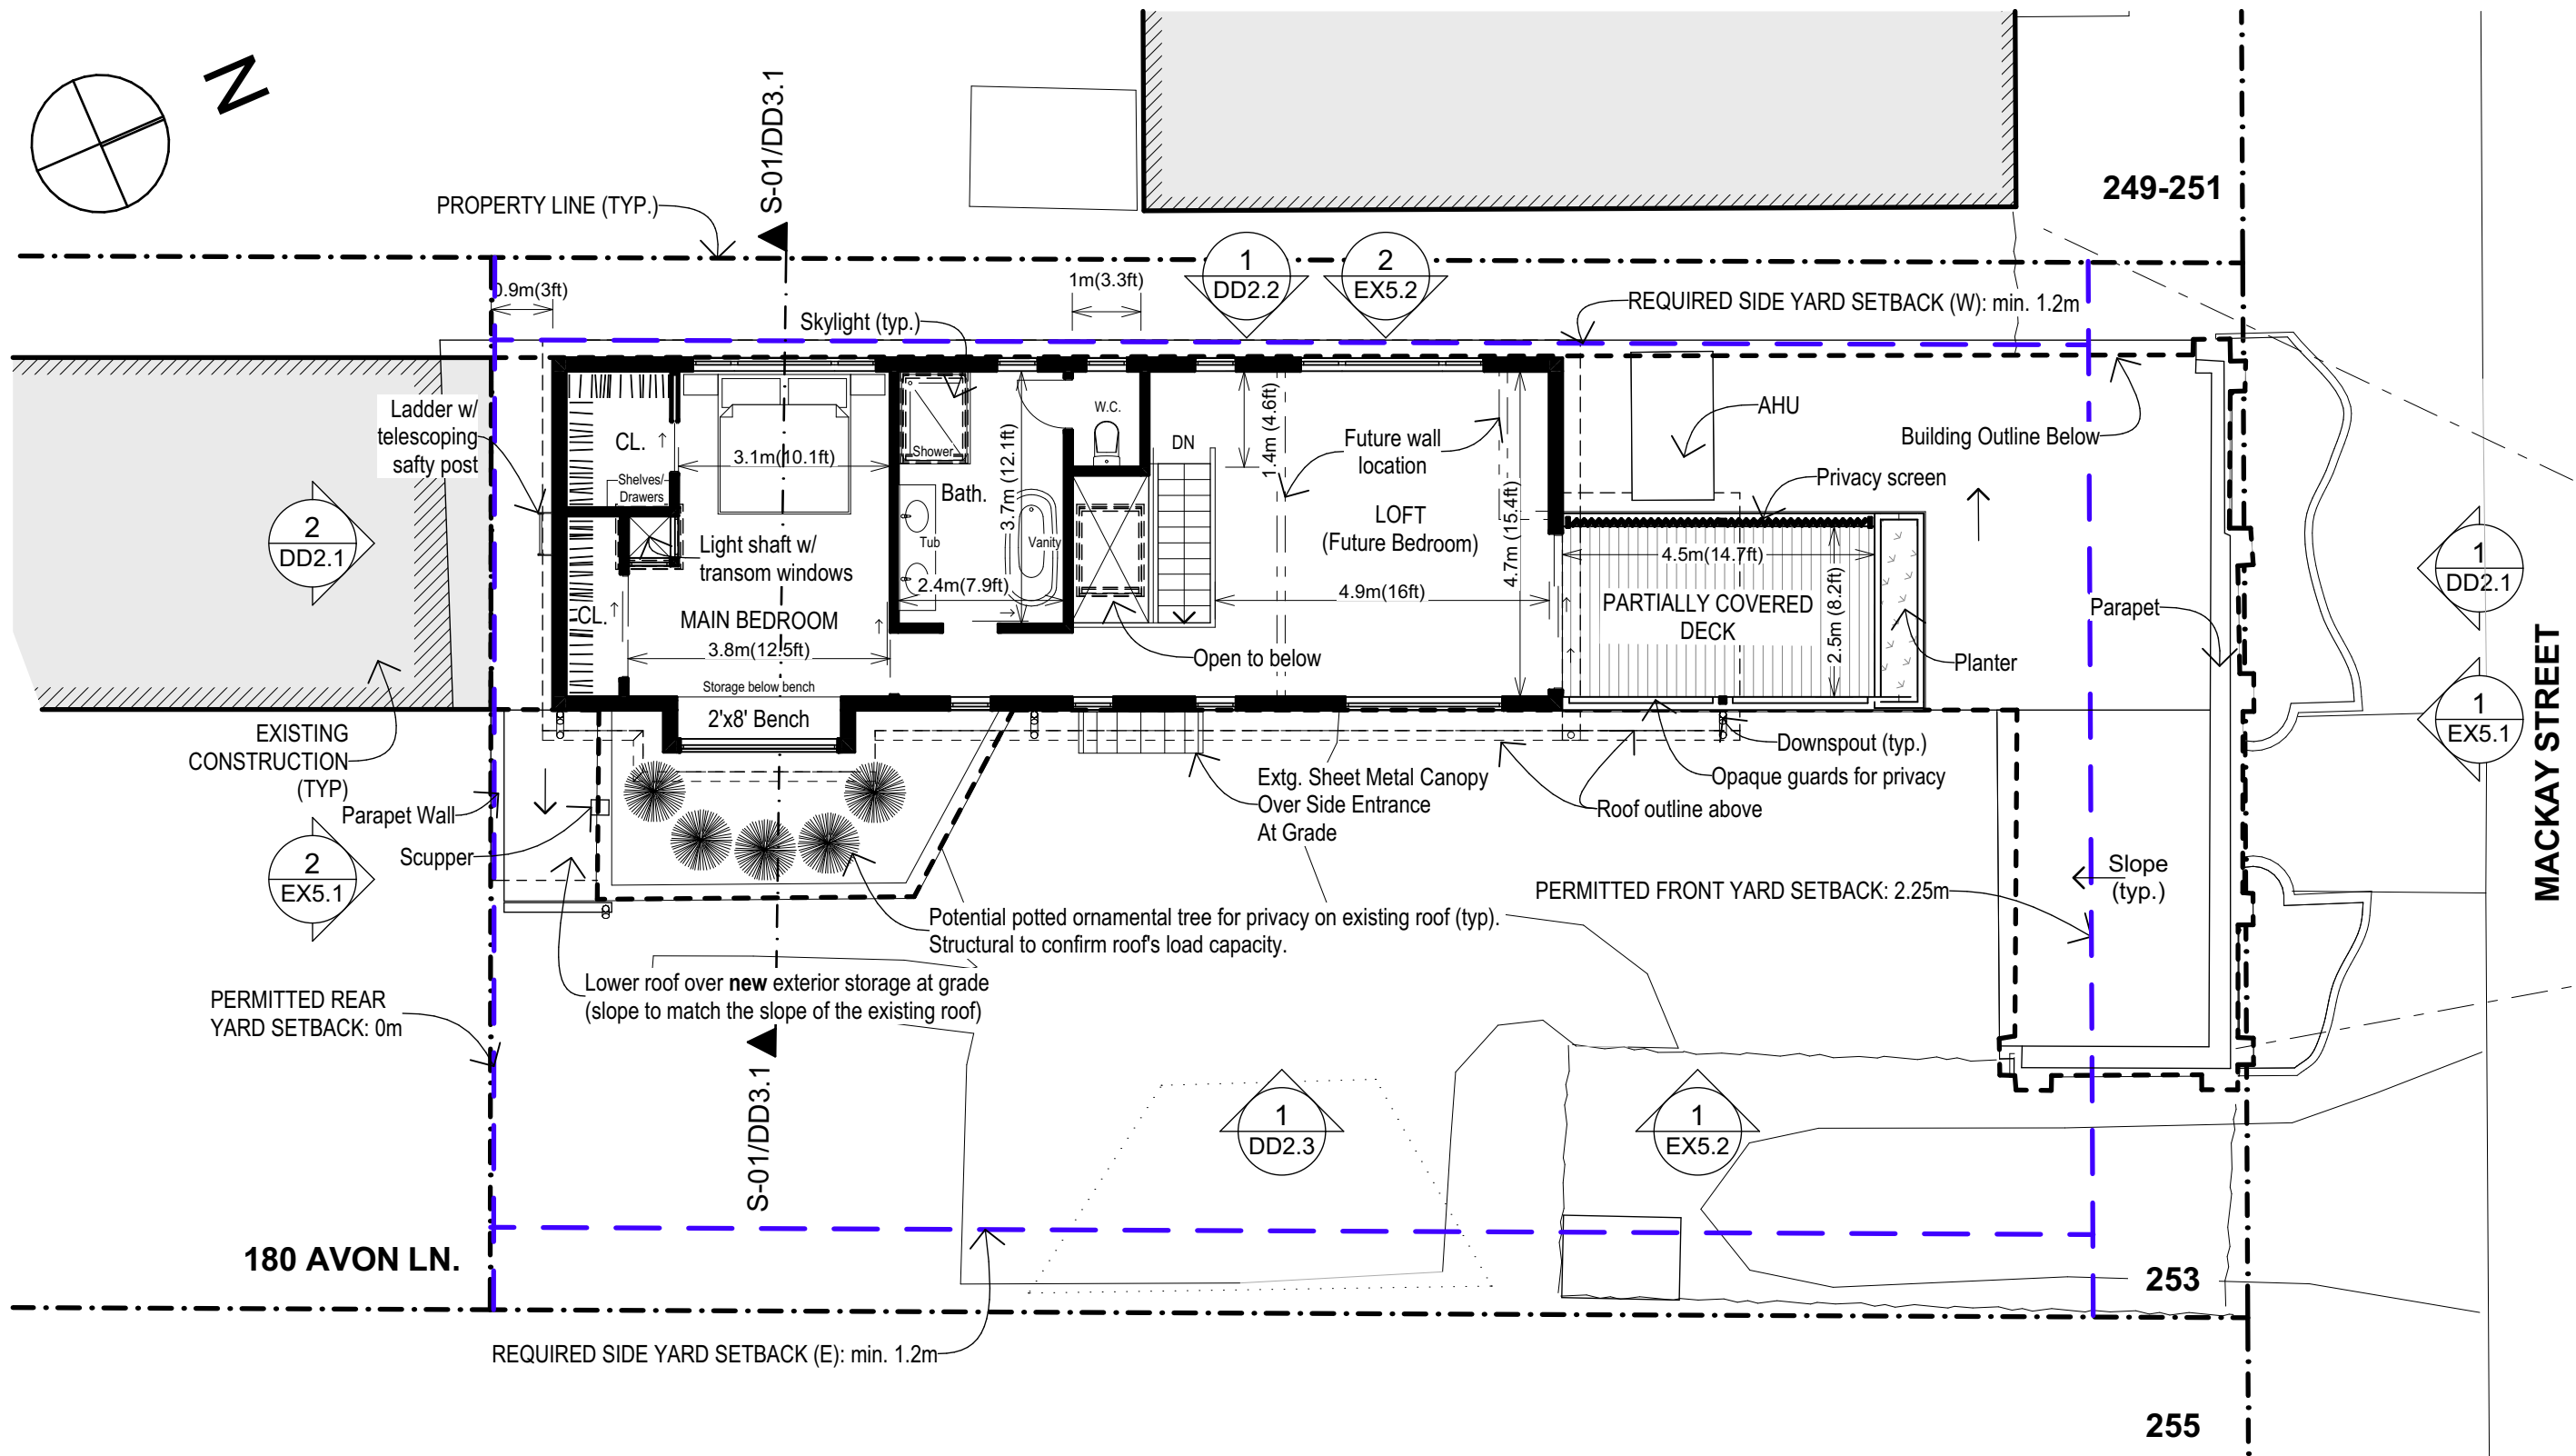 N
S-01/DD3.1
249-251
PROPERTY LINE (TYP.)
0.9m(3ft)
1m(3.3ft)
1
DD2.2
2
EX5.2
REQUIRED SIDE YARD SETBACK (W): min. 1.2m
Skylight (typ.)
Ladder w/
telescoping
safty post
CL.
3.1m(10.1ft)
Shower
W.C.
DN
1.4m (4.6ft)
Future wall
location
AHU
Building Outline Below
Shelves/
Drawers
Bath.
3.7m (12.1ft)
4.7m (15.4ft)
Privacy screen
2
DD2.1
Light shaft w/
transom windows
Tub
Vanity
LOFT
(Future Bedroom)
4.5m(14.7ft)
1
DD2.1
CL.
2.4m(7.9ft)
4.9m(16ft)
PARTIALLY COVERED
DECK
2.5m (8.2ft)
Parapet
MAIN BEDROOM
3.8m(12.5ft)
Open to below
Planter
Storage below bench
2'x8' Bench
1
EX5.1
MACKAY STREET
EXISTING
CONSTRUCTION
(TYP)
Downspout (typ.)
Opaque guards for privacy
Roof outline above
Extg. Sheet Metal Canopy
Over Side Entrance
At Grade
Parapet Wall
Scupper
2
EX5.1
Slope
(typ.)
PERMITTED FRONT YARD SETBACK: 2.25m
Potential potted ornamental tree for privacy on existing roof (typ).
Structural to confirm roof's load capacity.
Lower roof over new exterior storage at grade
(slope to match the slope of the existing roof)
PERMITTED REAR
YARD SETBACK: 0m
S-01/DD3.1
1
DD2.3
1
EX5.2
180 AVON LN.
253
REQUIRED SIDE YARD SETBACK (E): min. 1.2m
255